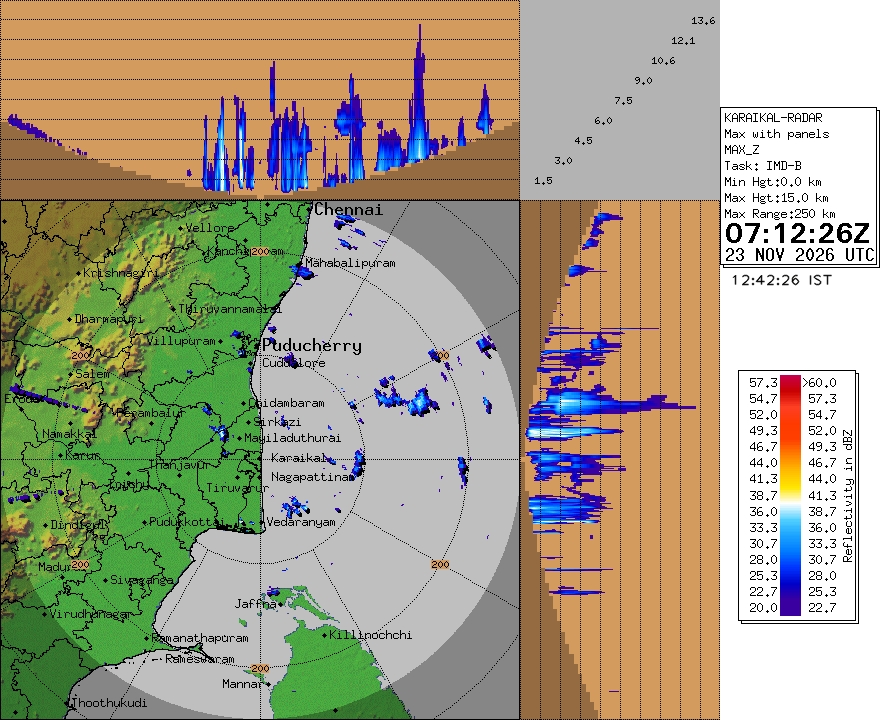 13.6
12.1
10.6
9.0
7.5
6.0
4.5
3.0
1.5
KARAIKAL-RADAR
Max with panels
MAX_Z
Task: IMD-B
Min Hgt:0.0 km
Max Hgt:15.0 km
Max Range:250 km
07:12:26Z
23 NOV 2026 UTC
12:42:26 IST
Chennai
Vellore
200
Mahabalipuram
Krishnagiri
Thiruvannamalai
Dharmapuri
Villupuram
Puducherry
200
200
Cuddalore
Salem
Erode
Perambalur
Chidambaram
Sirkazi
Namakkal
Mayiladuthurai
Karur
Karaikal
Thanjavur
Nagapattinam
Tiruvarur
Dindigul
Pudukkottai
Vedaranyam
200
200
Sivaganga
Jaffna
Virudhunagar
Killinochchi
Ramanathapuram
Rameswaram
200
Mannar
Thoothukudi
57.3 >60.0
54.7 57.3
52.0 54.7
49.3 52.0
46.7 49.3
44.0 46.7
41.3 44.0
38.7 41.3
36.0 38.7
33.3 36.0
30.7 33.3
28.0 30.7
25.3 28.0
22.7 25.3
20.0 22.7
Reflectivity in dBZ